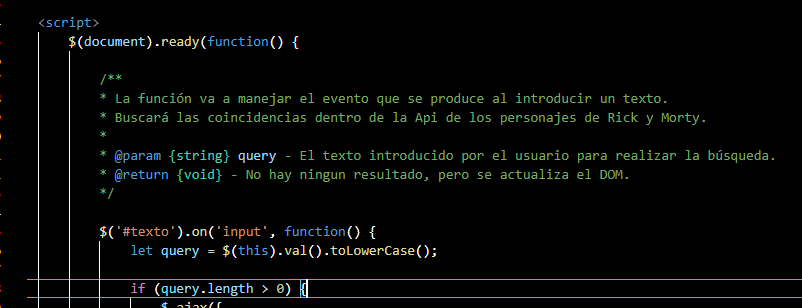 <script>
$(document).ready(function() {
/**
* La función va a manejar el evento que se produce al introducir un texto.
* Buscará las coincidencias dentro de la Api de los personajes de Rick y Morty.
*
* @param {string} query - El texto introducido por el usuario para realizar la búsqueda.
* @return {void} - No hay ningun resultado, pero se actualiza el DOM.
*/
$('#texto').on('input', function() {
let query = $(this).val().toLowerCase();
if (query.length > 0) {
$.ajax({